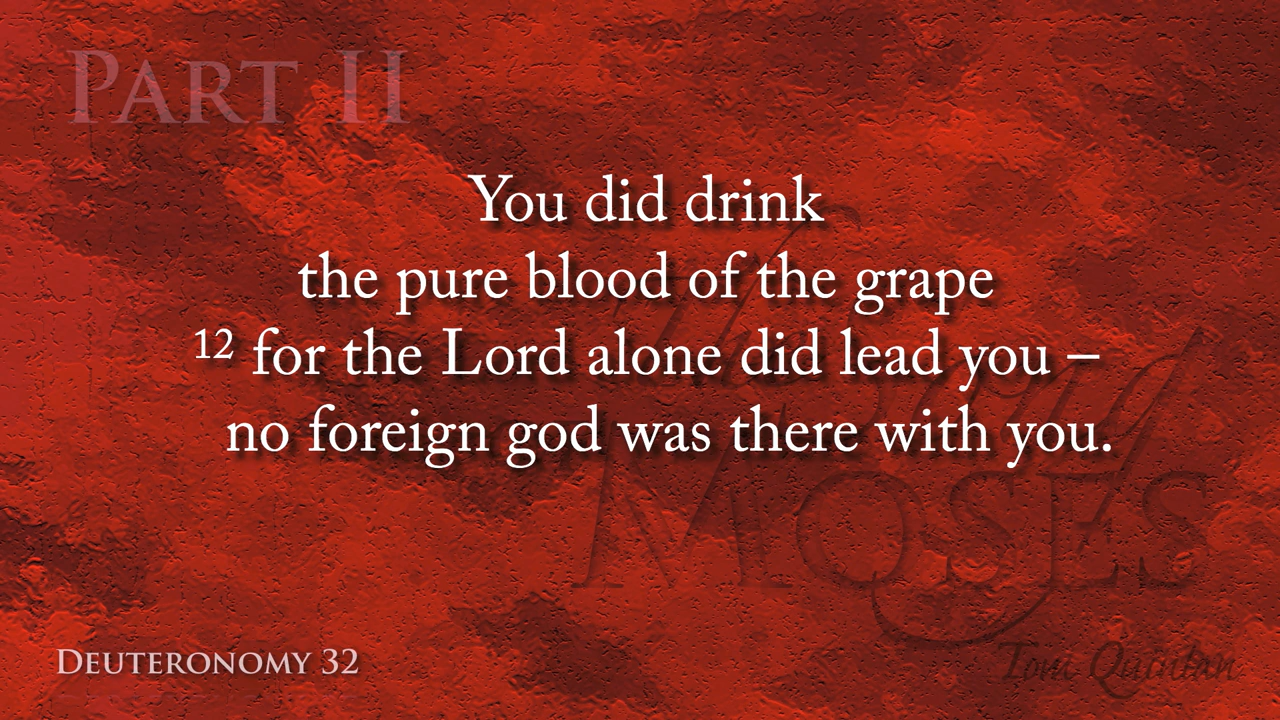 PART II
You did drink
the pure blood of the grape
12 for the Lord alone did lead you –
no foreign god was there with you.
MOSES
DEUTERONOMY 32
Tom Quinlan